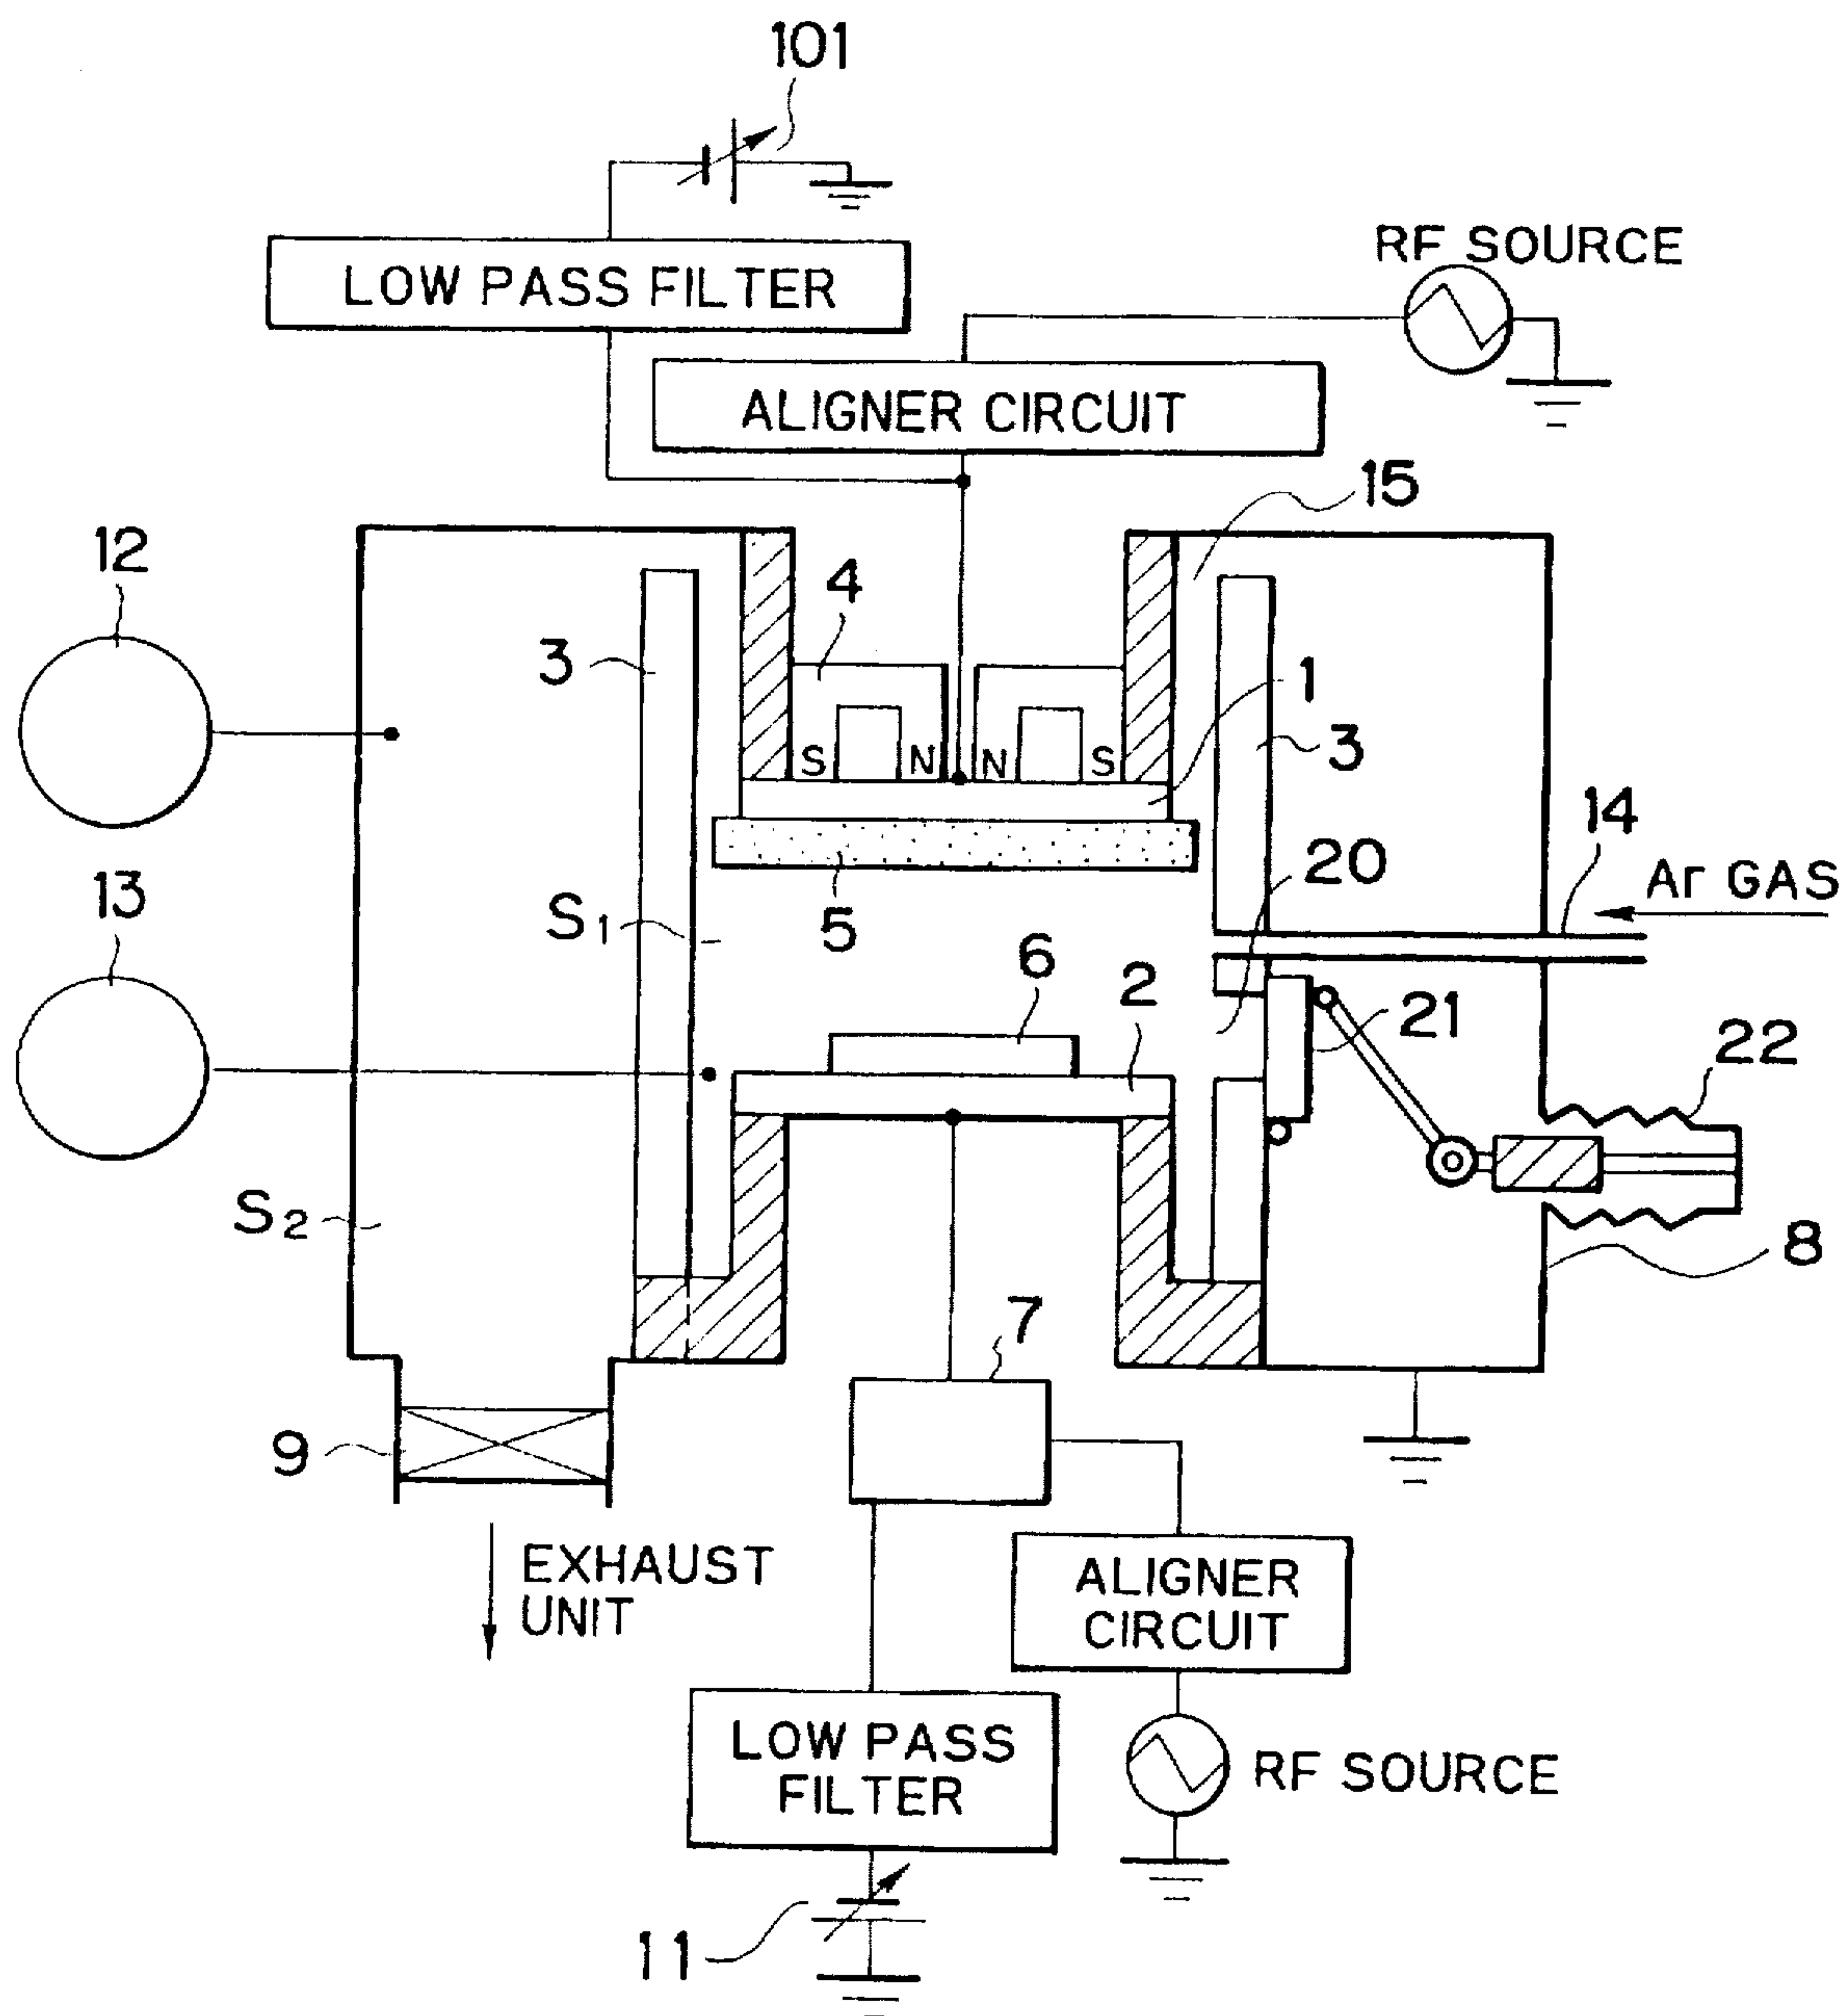 101
RF SOURCE
LOW PASS FILTER
ALIGNER CIRCUIT
15
12
4
3
1
S N N S
3
14
20
Ar GAS
13
S1
5
6
2
21
22
S2
8
7
9
EXHAUST
UNIT
ALIGNER
CIRCUIT
LOW PASS
FILTER
RF SOURCE
11